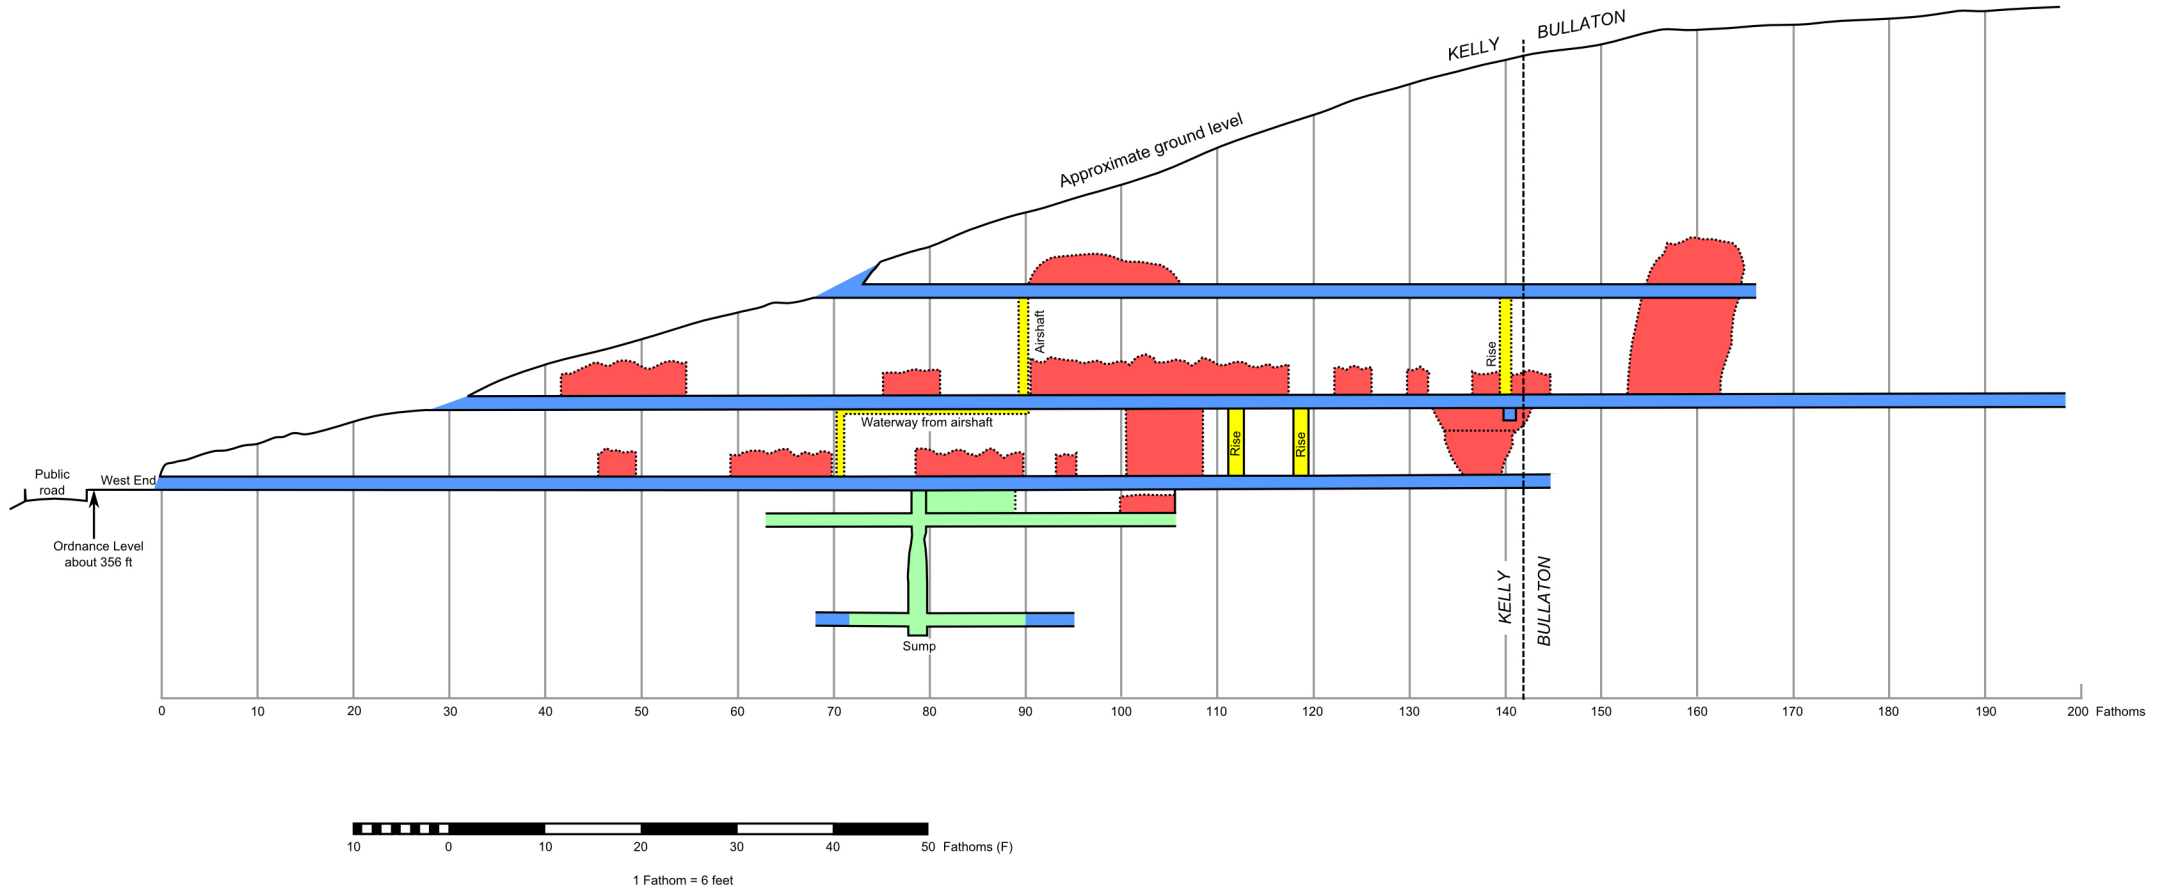 KELLY
BULLATON
Approximate ground level
Airshaft
Rise
Waterway from airshaft
Rise
Rise
Public
road
West End
Ordnance Level
about 356 ft
KELLY
BULLATON
Sump
0 10 20 30 40 50 60 70 80 90 100 110 120 130 140 150 160 170 180 190 200 Fathoms
10 0 10 20 30 40 50 Fathoms (F)
1 Fathom = 6 feet